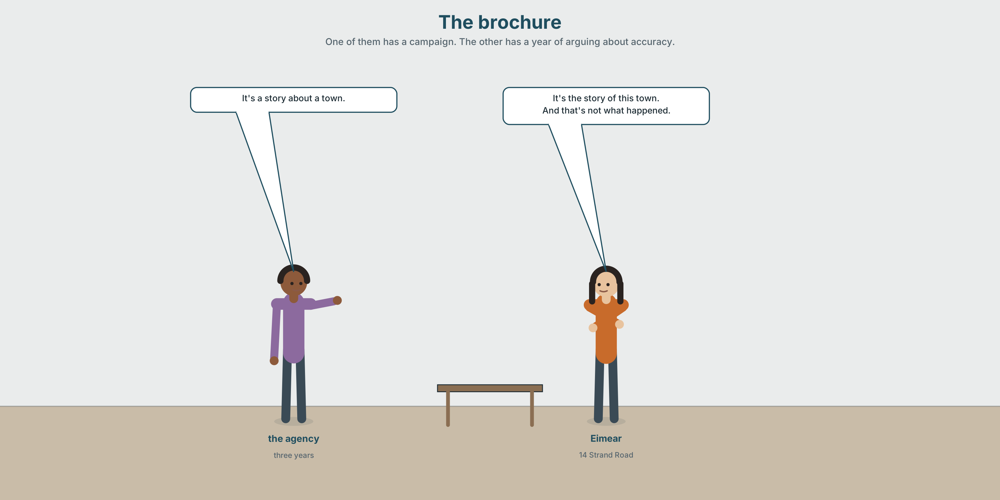 The brochure
One of them has a campaign. The other has a year of arguing about accuracy.
It's a story about a town.
It's the story of this town.
And that's not what happened.
the agency
three years
Eimear
14 Strand Road